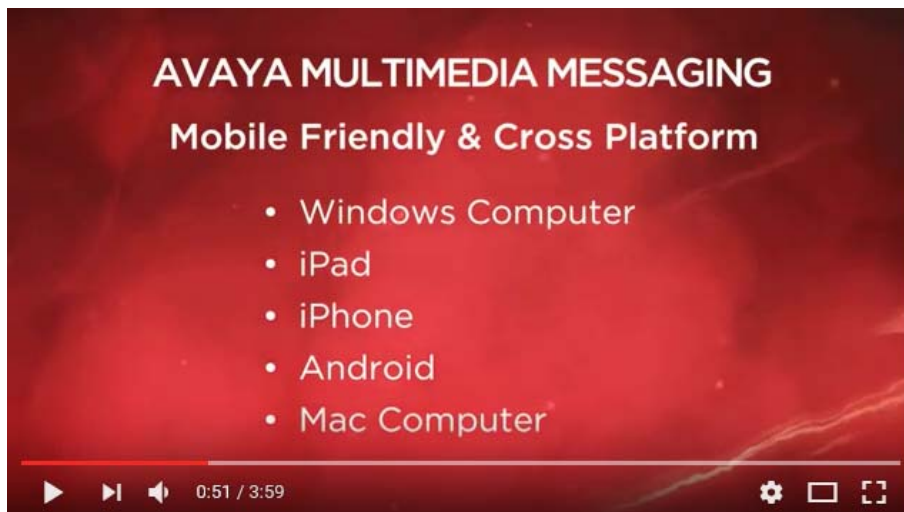 AVAYA MULTIMEDIA MESSAGING
Mobile Friendly & Cross Platform
• Windows Computer
• iPad
• iPhone
• Android
• Mac Computer
0:51 / 3:59